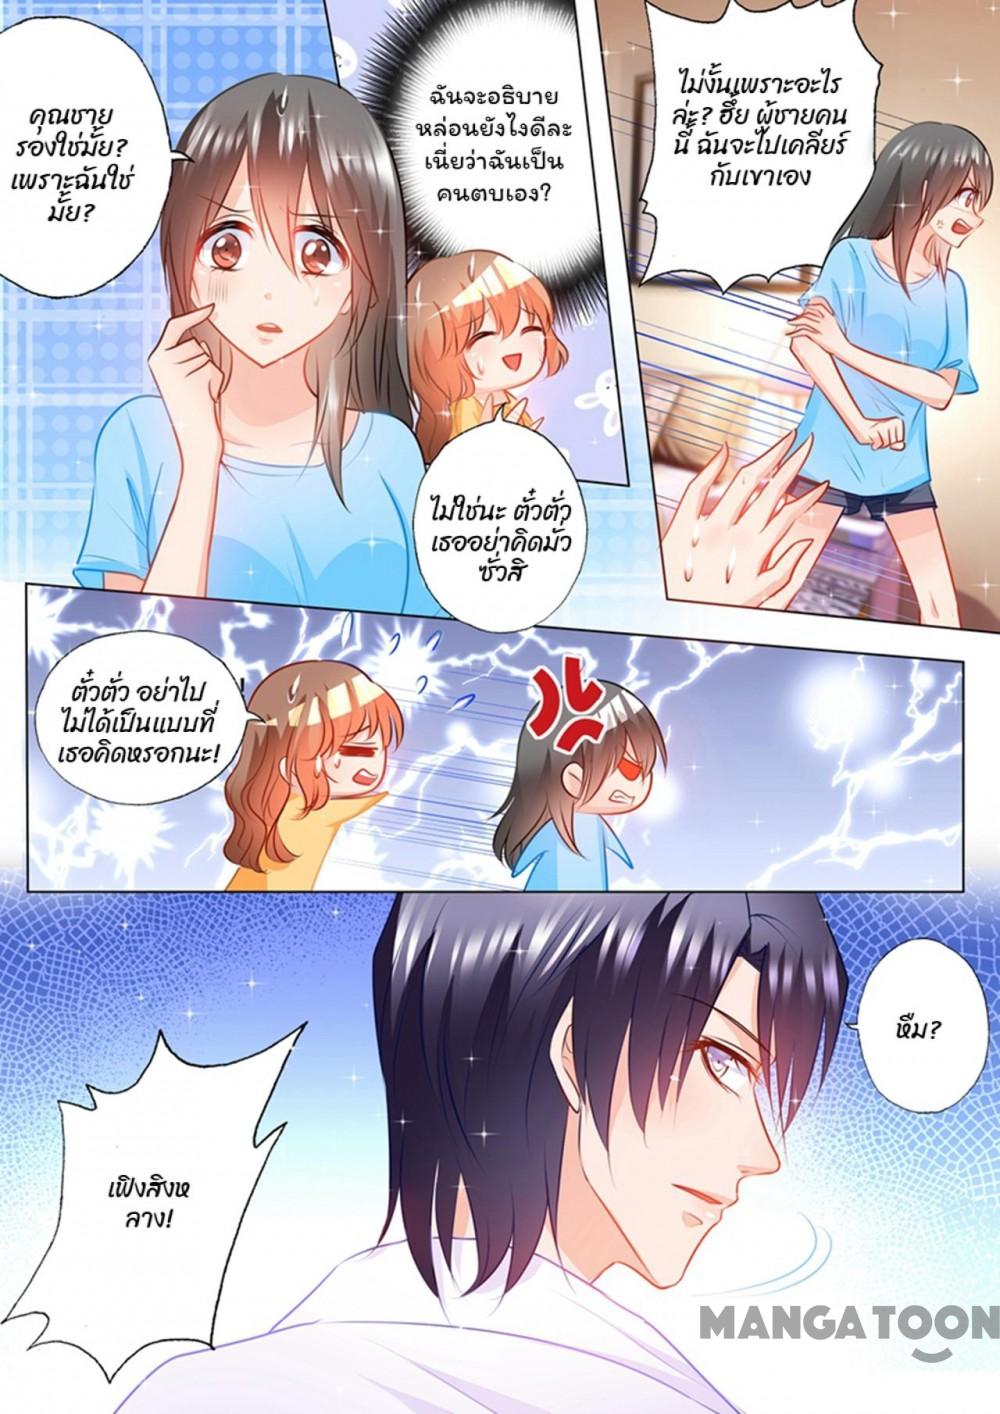 คุณชาย
รองใช่มั้ย?
เพราะฉันใช่
มั้ย?
ฉันจะอธิบาย
หล่อนยังไงดีละ
เนี่ยว่าฉันเป็น
คนตบเอง?
ไม่ใช่นะ ตั๋วตั่ว
เธออย่าคิดมั่ว
ซั่วสิ
ไม่งั้นเพราะอะไร
ล่ะ? ฮึ้ย ผู้ชายคน
นี้ ฉันจะไปเคลียร์
กับเขาเอง
ตั๋วตั่ว อย่าไป
ไม่ได้เป็นแบบที่
เธอคิดหรอกนะ!
หืม?
เฟิงสิงห
ลาง!
MANGATOON